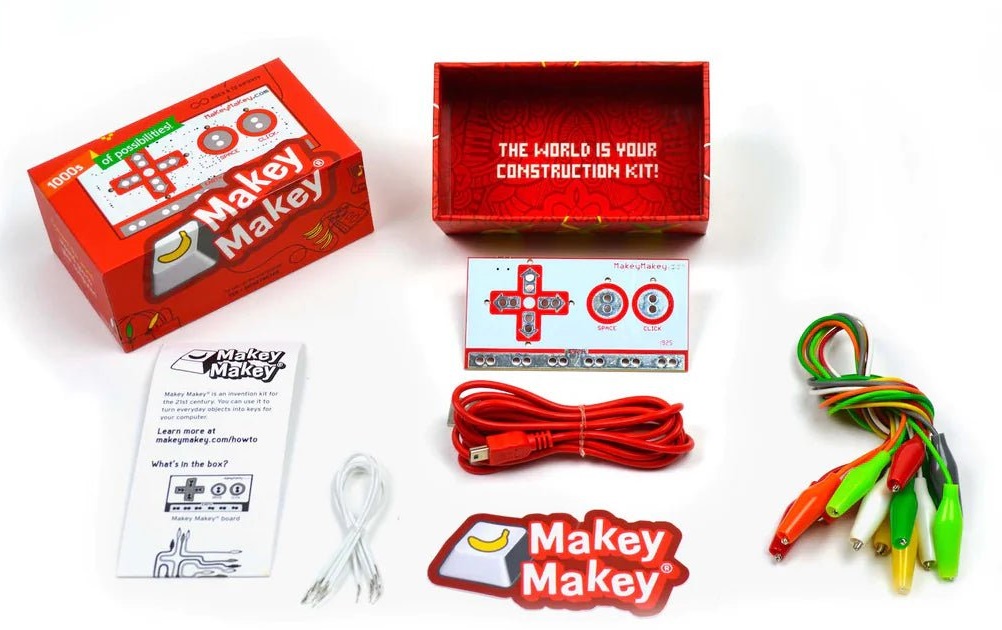 1000s
of possibilities!
MaKeyMaKey.com
SPACE
CLICK
Makey
Makey®
THE WORLD IS YOUR
CONSTRUCTION KIT!
MakeyMakey
SPACE
CLICK
Makey
Makey®
Makey Makey® is an invention kit for
the 21st century. You can use it to
turn everyday objects into keys for
your computer.
Learn more at
makeymakey.com/howto
What's in the box?
Makey Makey® board
Makey
Makey®